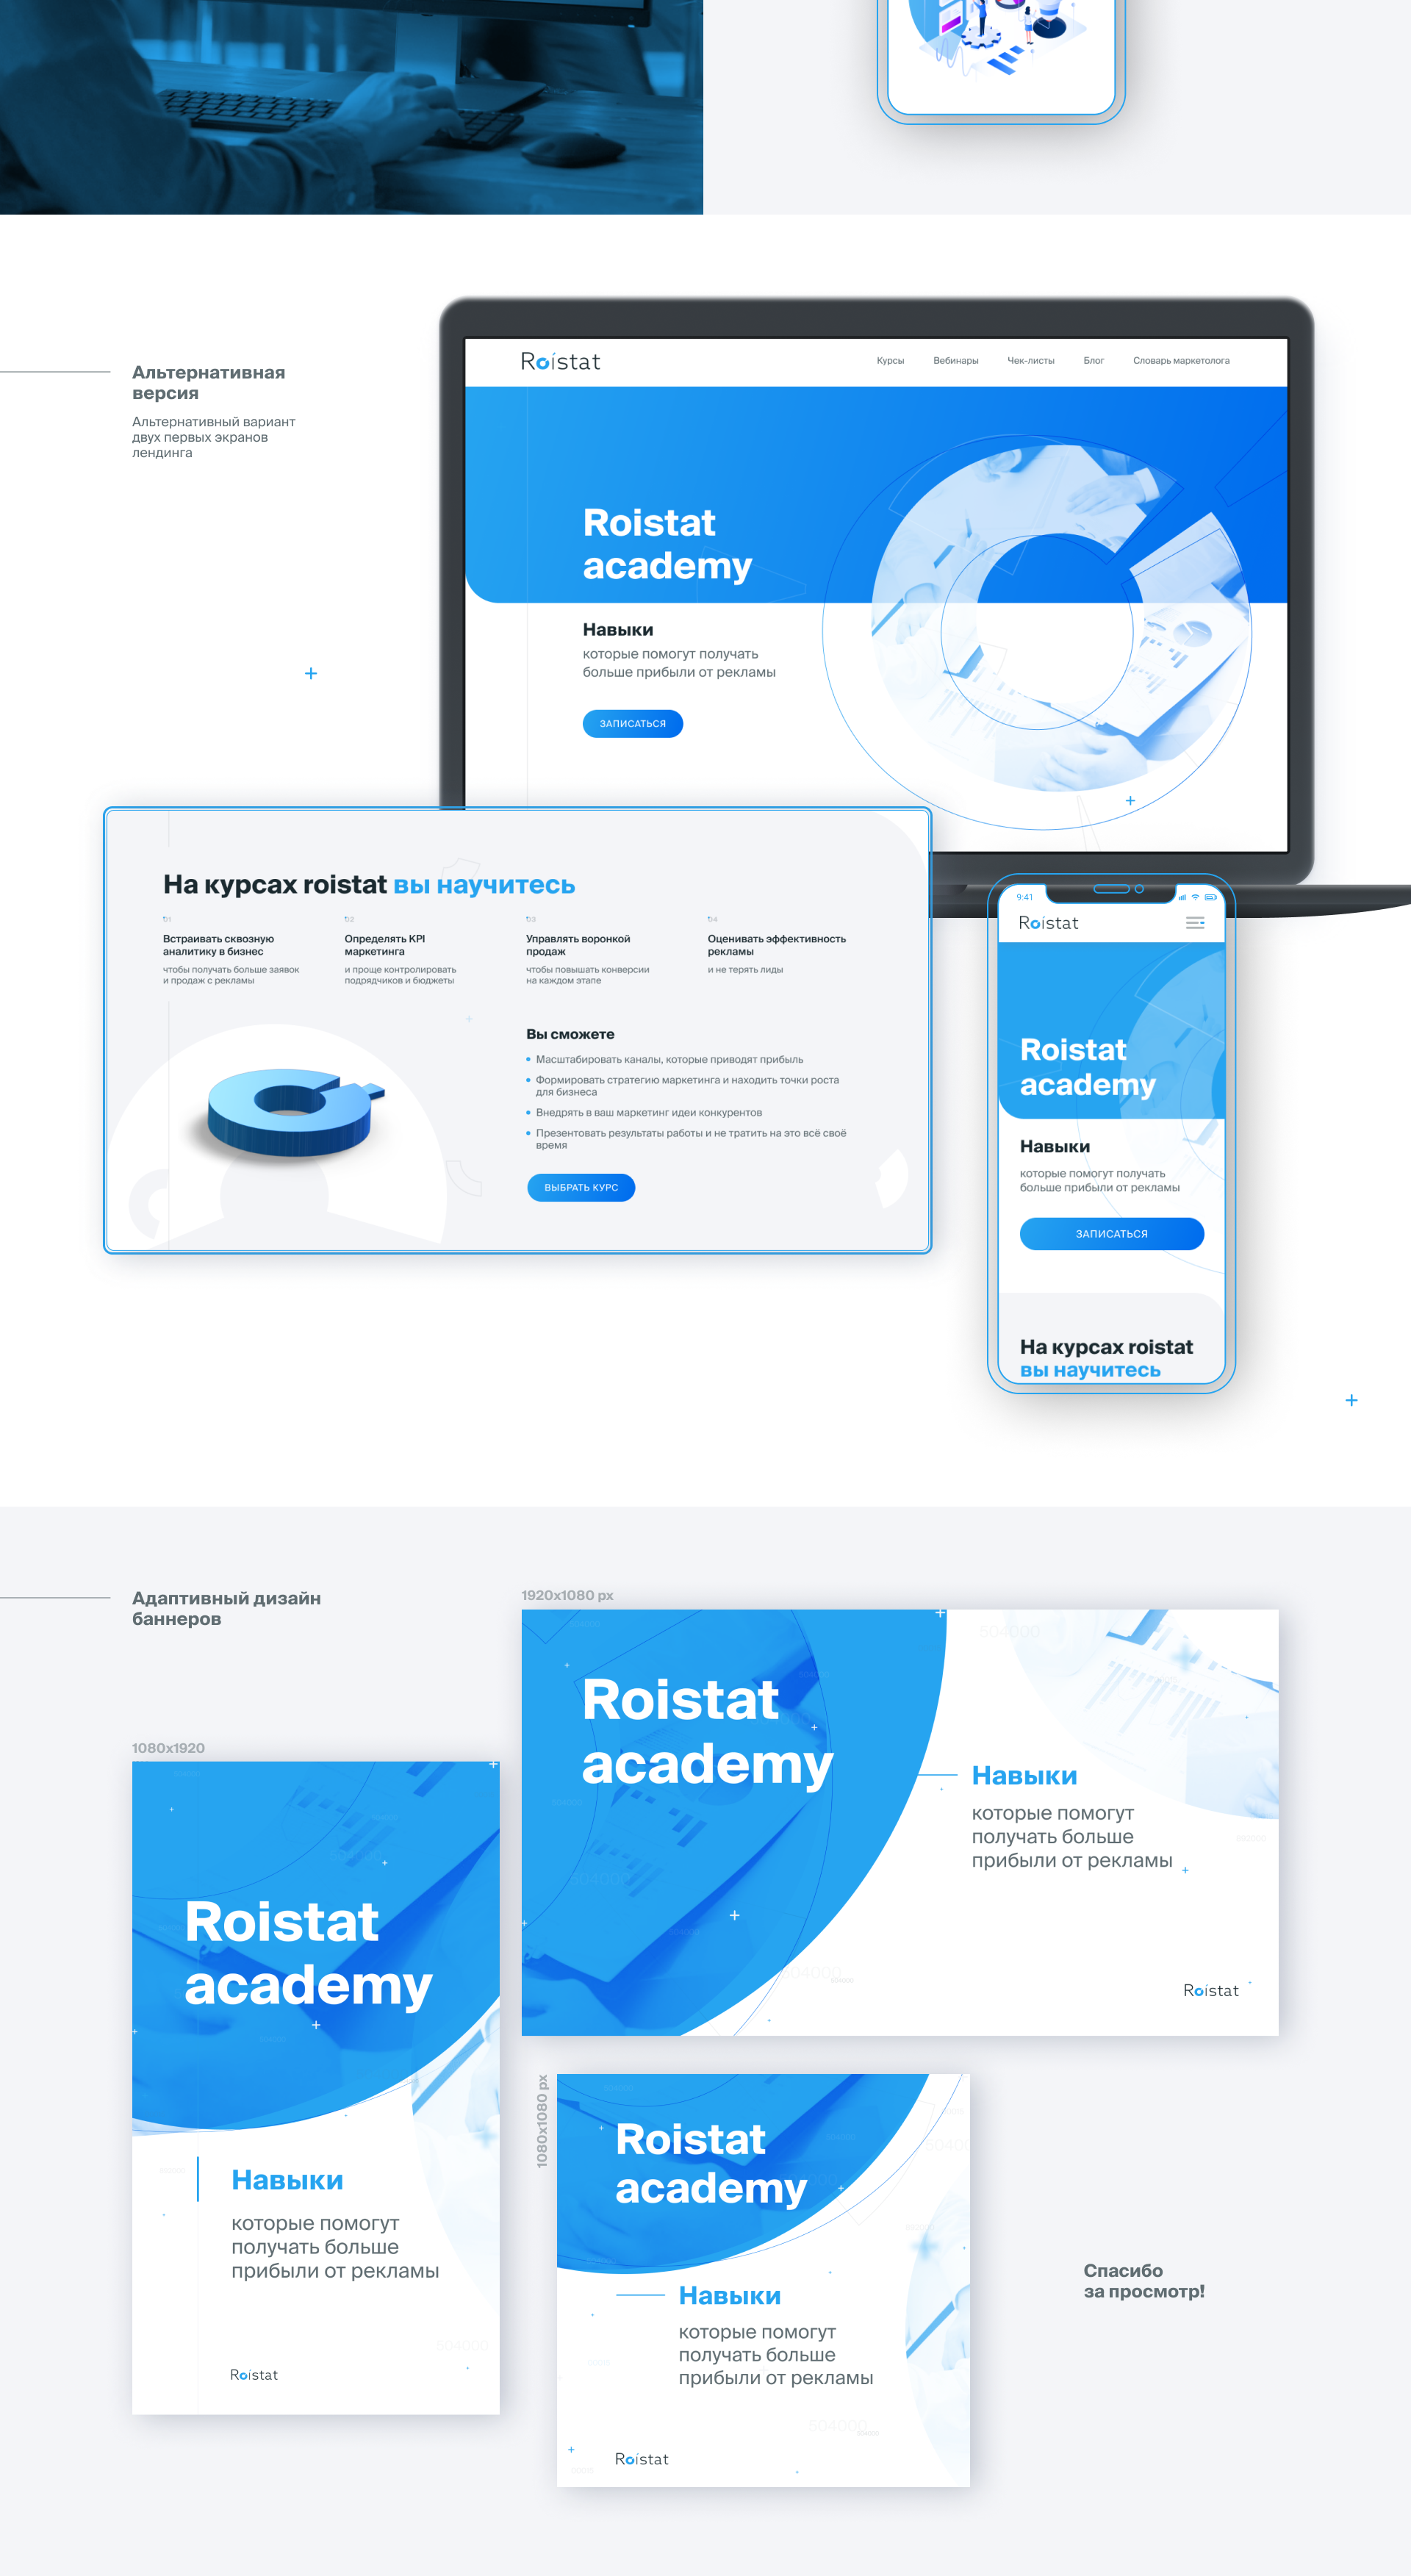 Альтернативная
версия
Альтернативный вариант
двух первых экранов
лендинга
Roistat
Курсы Вебинары Чек-листы Блог Словарь маркетолога
Roistat
academy
Навыки
которые помогут получать
больше прибыли от рекламы
ЗАПИСАТЬСЯ
На курсах roistat вы научитесь
01
Встраивать сквозную
аналитику в бизнес
чтобы получать больше заявок
и продаж с рекламы
02
Определять KPI
маркетинга
и проще контролировать
подрядчиков и бюджеты
03
Управлять воронкой
продаж
чтобы повышать конверсии
на каждом этапе
04
Оценивать эффективность
рекламы
и не терять лиды
Вы сможете
Масштабировать каналы, которые приводят прибыль
Формировать стратегию маркетинга и находить точки роста
для бизнеса
Внедрять в ваш маркетинг идеи конкурентов
Презентовать результаты работы и не тратить на это всё своё
время
ВЫБРАТЬ КУРС
9:41
Roistat
Roistat
academy
Навыки
которые помогут получать
больше прибыли от рекламы
ЗАПИСАТЬСЯ
На курсах roistat
вы научитесь
Адаптивный дизайн
баннеров
1920x1080 px
504000
Roistat
academy
Навыки
которые помогут
получать больше
прибыли от рекламы
504000
504000
Roistat
1080x1920
Roistat
academy
Навыки
которые помогут
получать больше
прибыли от рекламы
504000
Roistat
1080x1080 px
Roistat
academy
Навыки
которые помогут
получать больше
прибыли от рекламы
504000
Roistat
Спасибо
за просмотр!